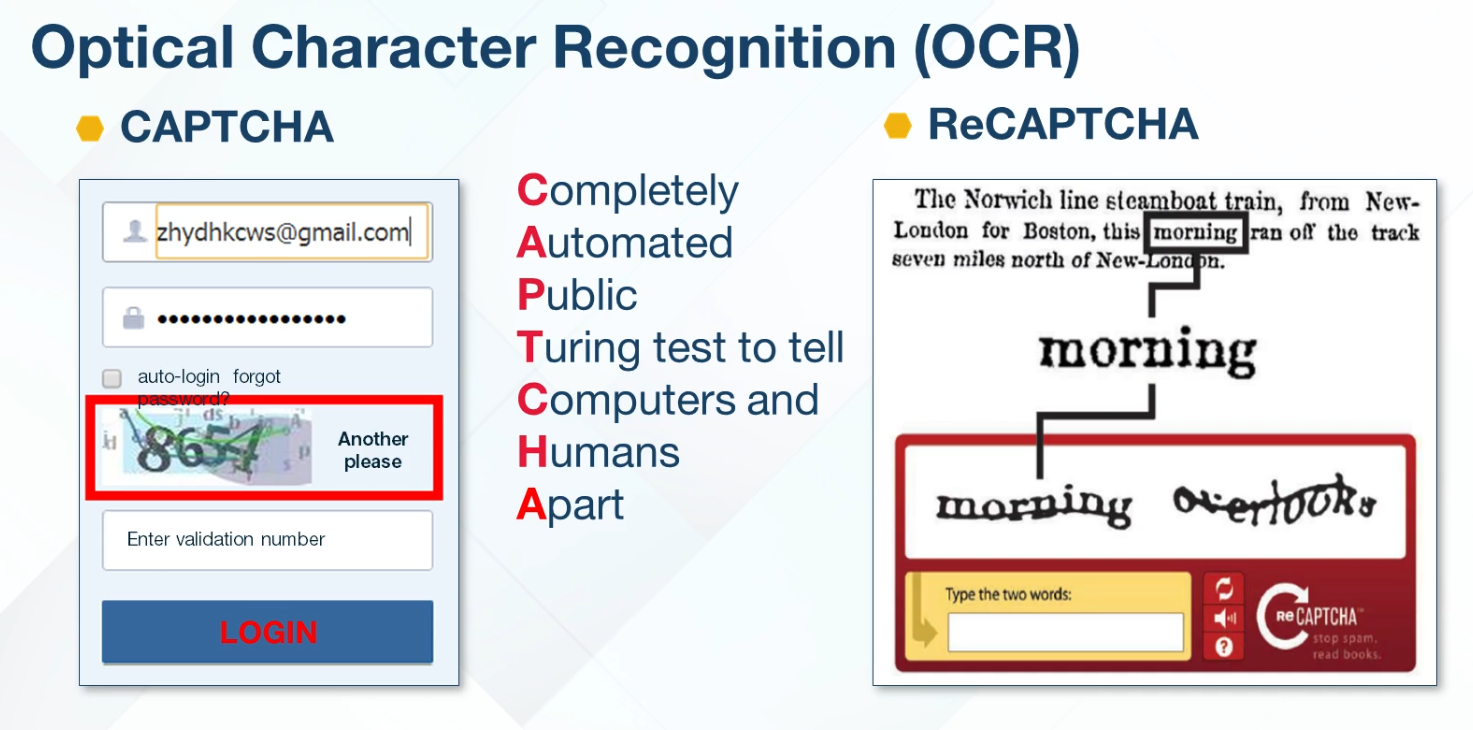 Optical Character Recognition (OCR)
CAPTCHA
zhydhkcws@gmail.com
•••••••••••••••••
auto-login forgot
password?
8654
Another
please
Enter validation number
LOGIN
Completely
Automated
Public
Turing test to tell
Computers and
Humans
Apart
ReCAPTCHA
The Norwich line steamboat train, from New-
London for Boston, this morning ran off the track
seven miles north of New-London.
morning
morning overlooks
Type the two words:
ReCAPTCHA™
stop spam.
read books.